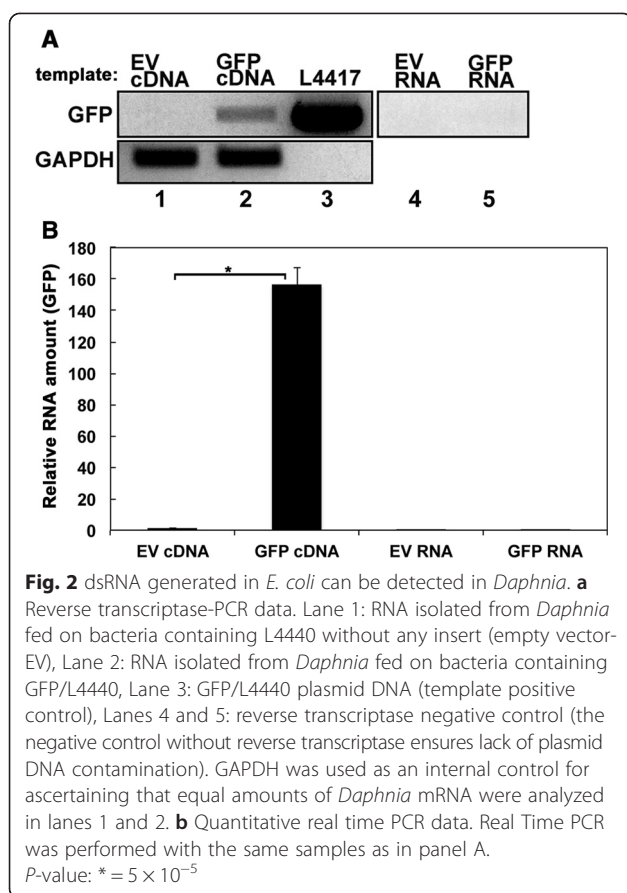 A
template: EV cDNA GFP cDNA L4417 EV RNA GFP RNA
GFP
GAPDH
1 2 3 4 5
B
Relative RNA amount (GFP)
180
160
140
120
100
80
60
40
20
0
*
EV cDNA GFP cDNA EV RNA GFP RNA
Fig. 2 dsRNA generated in E. coli can be detected in Daphnia. a
Reverse transcriptase-PCR data. Lane 1: RNA isolated from Daphnia
fed on bacteria containing L4440 without any insert (empty vector-
EV), Lane 2: RNA isolated from Daphnia fed on bacteria containing
GFP/L4440, Lane 3: GFP/L4440 plasmid DNA (template positive
control), Lanes 4 and 5: reverse transcriptase negative control (the
negative control without reverse transcriptase ensures lack of plasmid
DNA contamination). GAPDH was used as an internal control for
ascertaining that equal amounts of Daphnia mRNA were analyzed
in lanes 1 and 2. b Quantitative real time PCR data. Real Time PCR
was performed with the same samples as in panel A.
P-value: * = 5 × 10⁻⁵